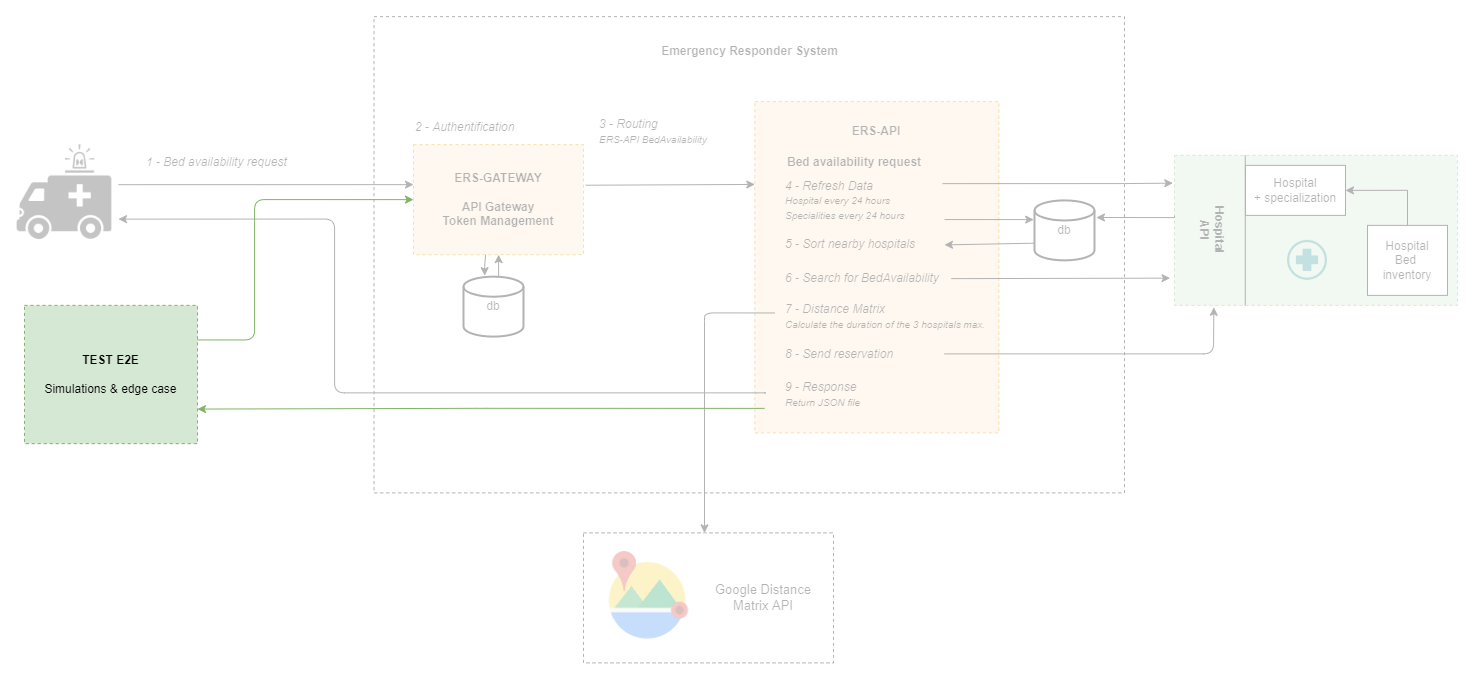 Emergency Responder System
2 - Authentification
3 - Routing
ERS-API BedAvailability
1 - Bed availability request
ERS-GATEWAY
API Gateway
Token Management
db
ERS-API
Bed availability request
4 - Refresh Data
Hospital every 24 hours
Specialities every 24 hours
5 - Sort nearby hospitals
6 - Search for BedAvailability
7 - Distance Matrix
Calculate the duration of the 3 hospitals max.
8 - Send reservation
9 - Response
Return JSON file
db
Hospital
API
Hospital
+ specialization
Hospital
Bed
inventory
TEST E2E
Simulations & edge case
Google Distance
Matrix API